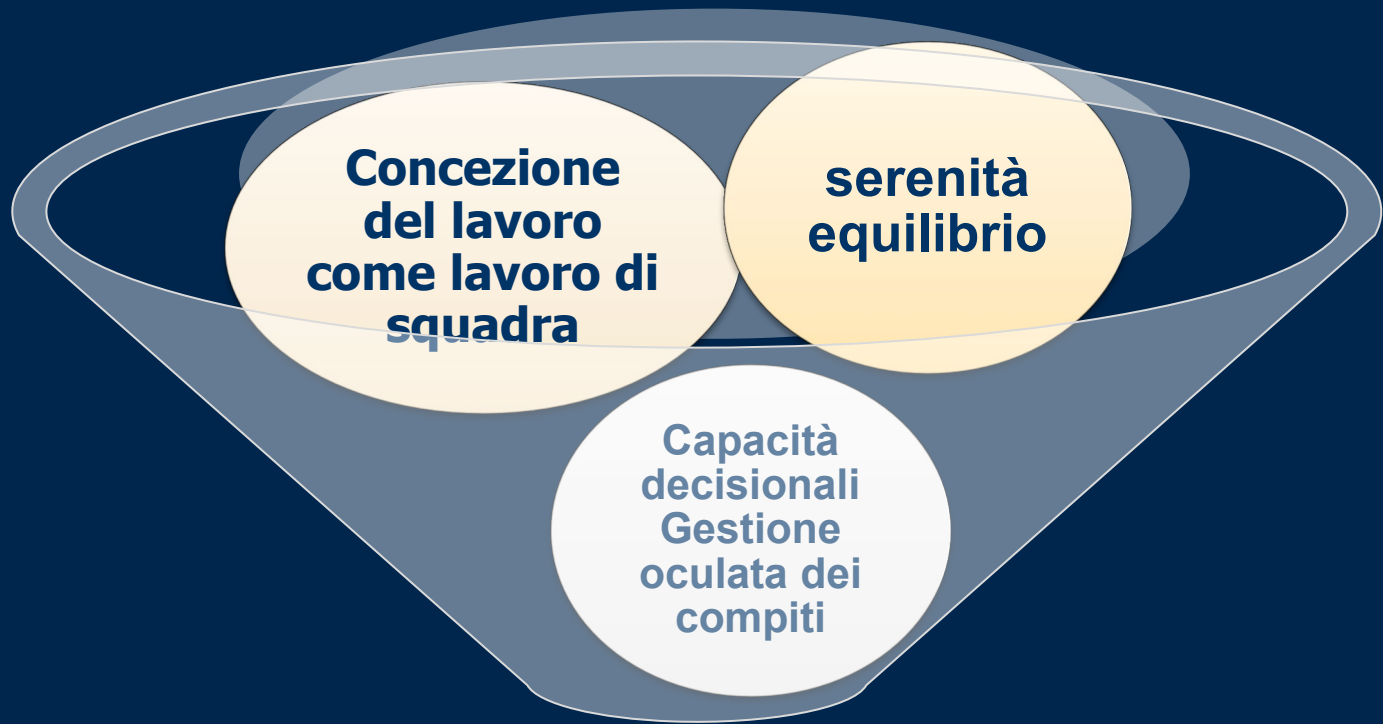 Concezione
del lavoro
come lavoro di
squadra
serenità
equilibrio
Capacità
decisionali
Gestione
oculata dei
compiti